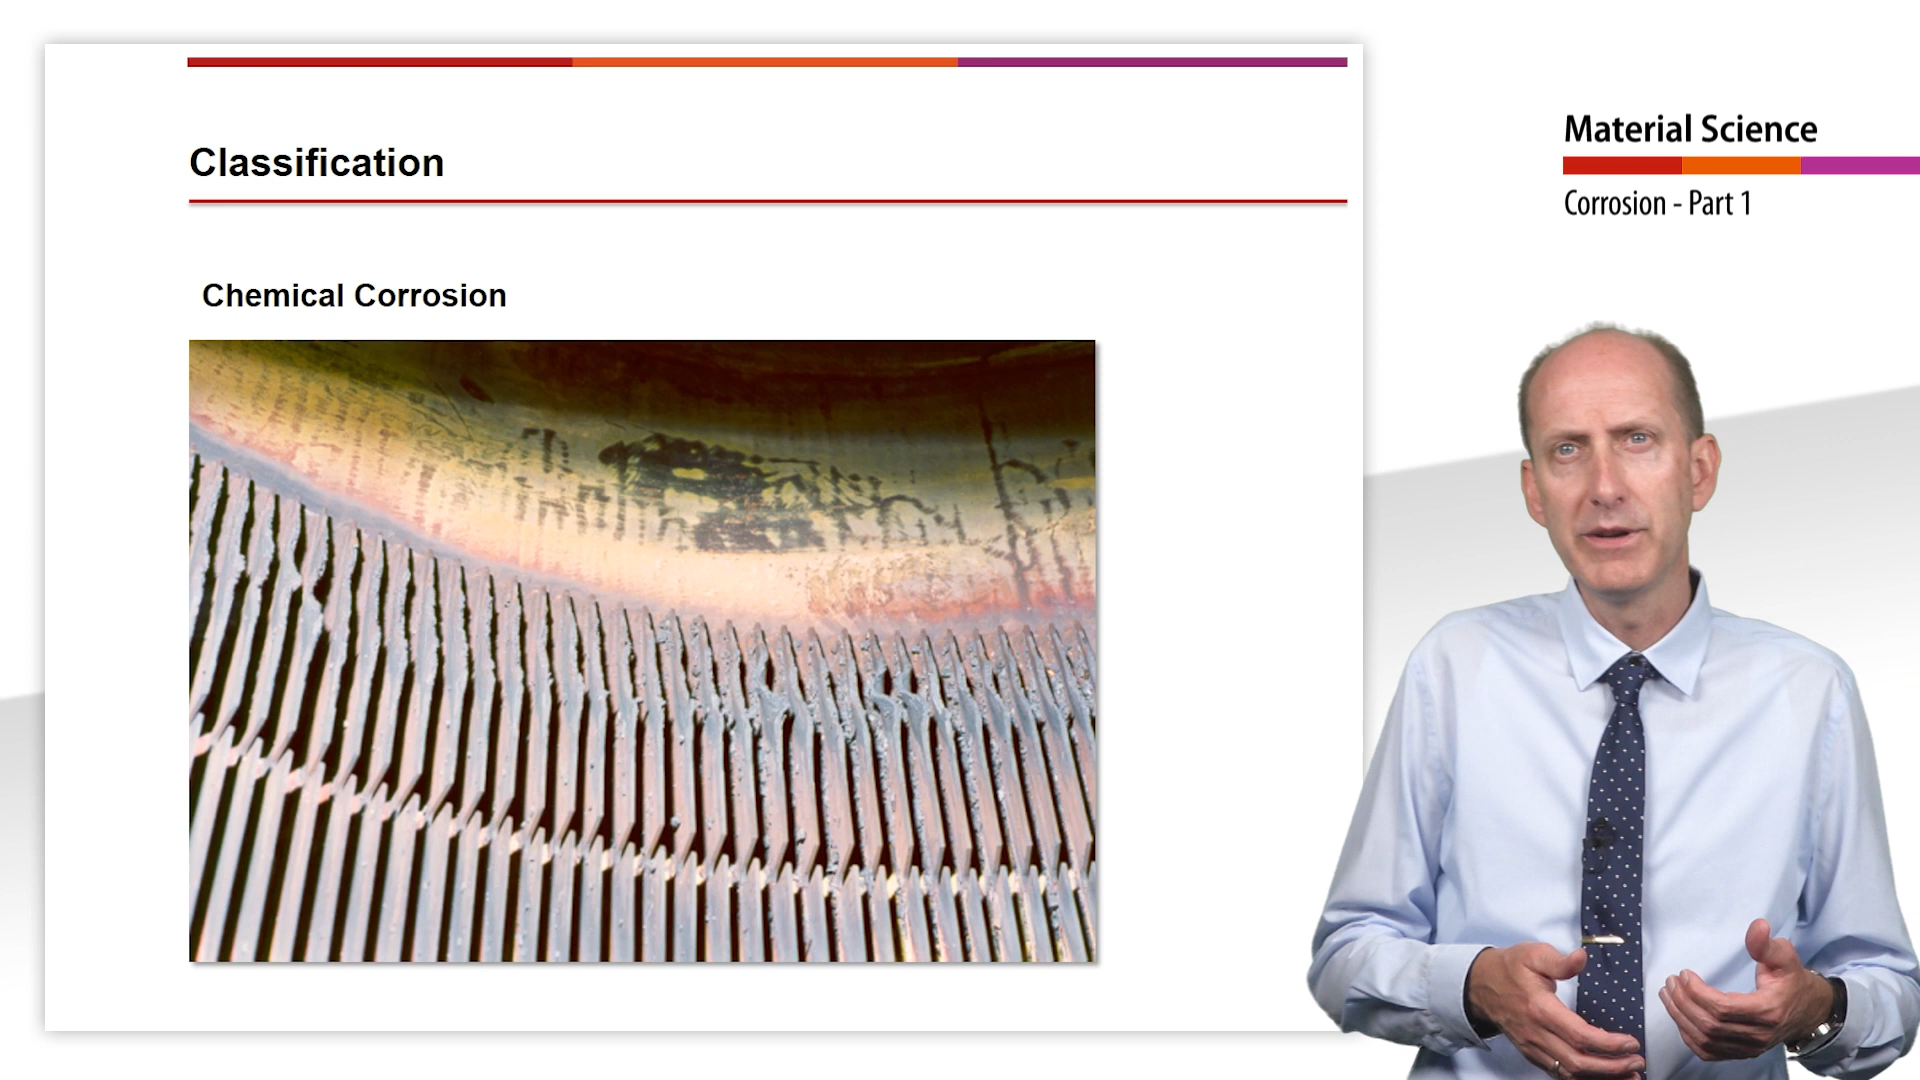 Classification
Chemical Corrosion
Material Science
Corrosion - Part 1